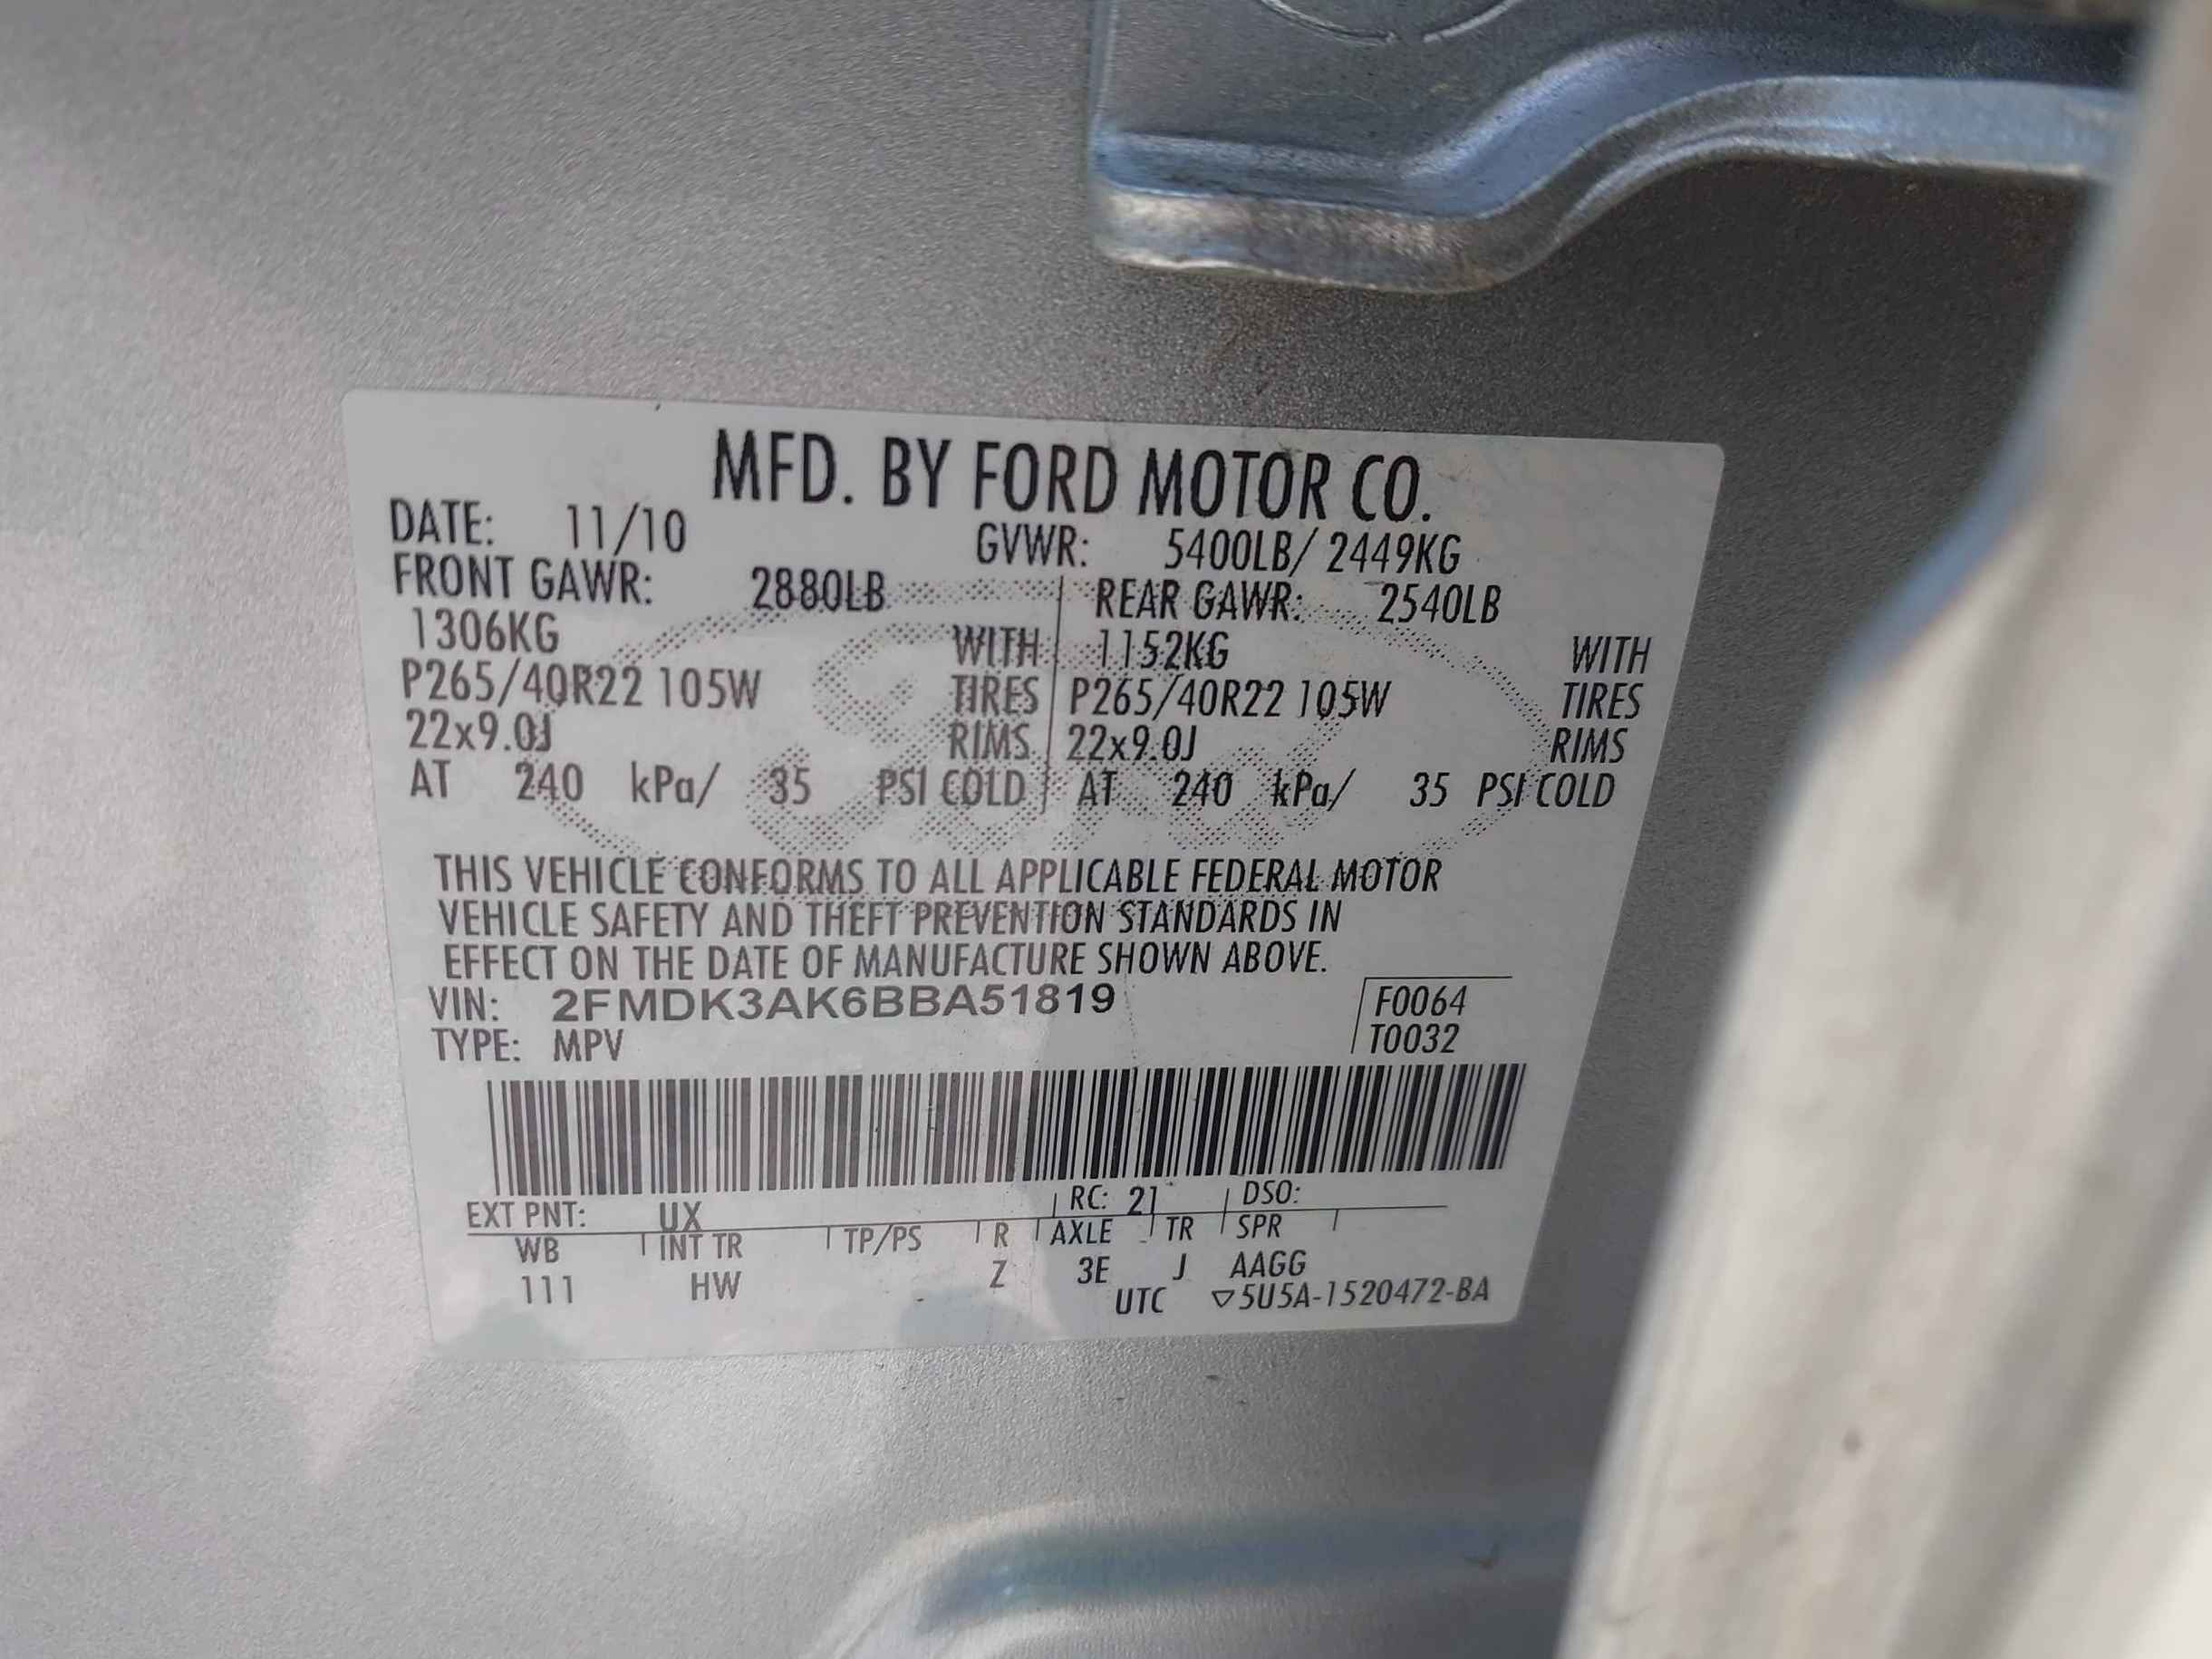 MFD. BY FORD MOTOR CO.
DATE: 11/10 GVWR: 5400LB/ 2449KG
FRONT GAWR: 2880LB REAR GAWR: 2540LB
1306KG WITH 1152KG WITH
P265/40R22 105W TIRES P265/40R22 105W TIRES
22x9.0J RIMS 22x9.0J RIMS
AT 240 kPa/ 35 PSI COLD AT 240 kPa/ 35 PSI COLD
THIS VEHICLE CONFORMS TO ALL APPLICABLE FEDERAL MOTOR
VEHICLE SAFETY AND THEFT PREVENTION STANDARDS IN
EFFECT ON THE DATE OF MANUFACTURE SHOWN ABOVE.
VIN: 2FMDK3AK6BBA51819 F0064
TYPE: MPV T0032
EXT PNT: UX RC: 21 DSO:
WB INT TR TP/PS R AXLE TR SPR
111 HW Z 3E J AAGG
UTC ▽5U5A-1520472-BA